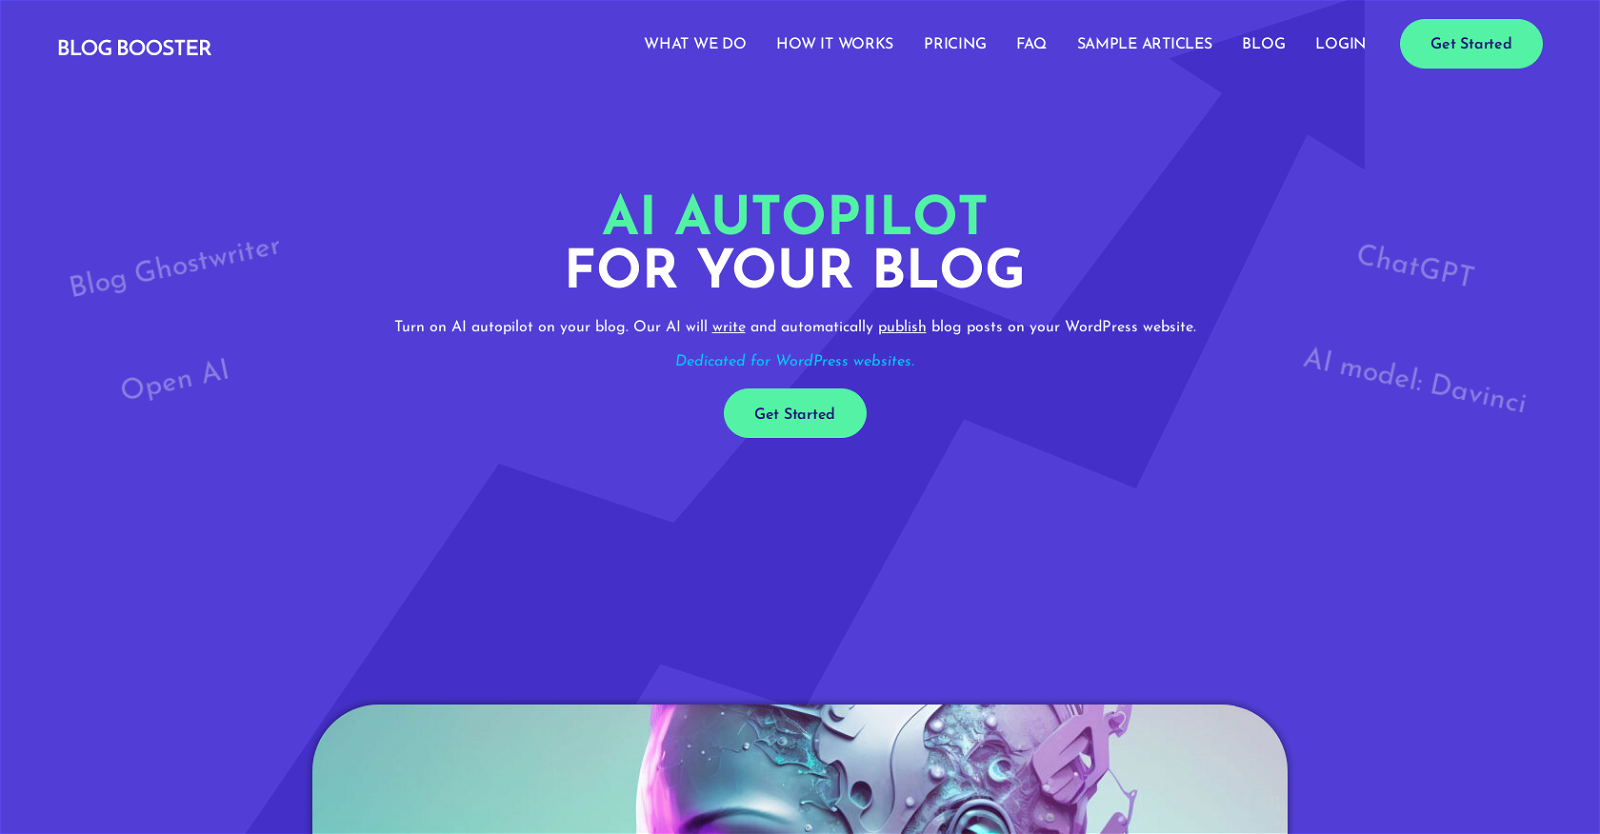 BLOG BOOSTER
WHAT WE DO
HOW IT WORKS
PRICING
FAQ
SAMPLE ARTICLES
BLOG
LOGIN
Get Started
AI AUTOPILOT
FOR YOUR BLOG
Blog Ghostwriter
ChatGPT
Turn on AI autopilot on your blog. Our AI will write and automatically publish blog posts on your WordPress website.
Dedicated for WordPress websites.
Open AI
AI model: Davinci
Get Started